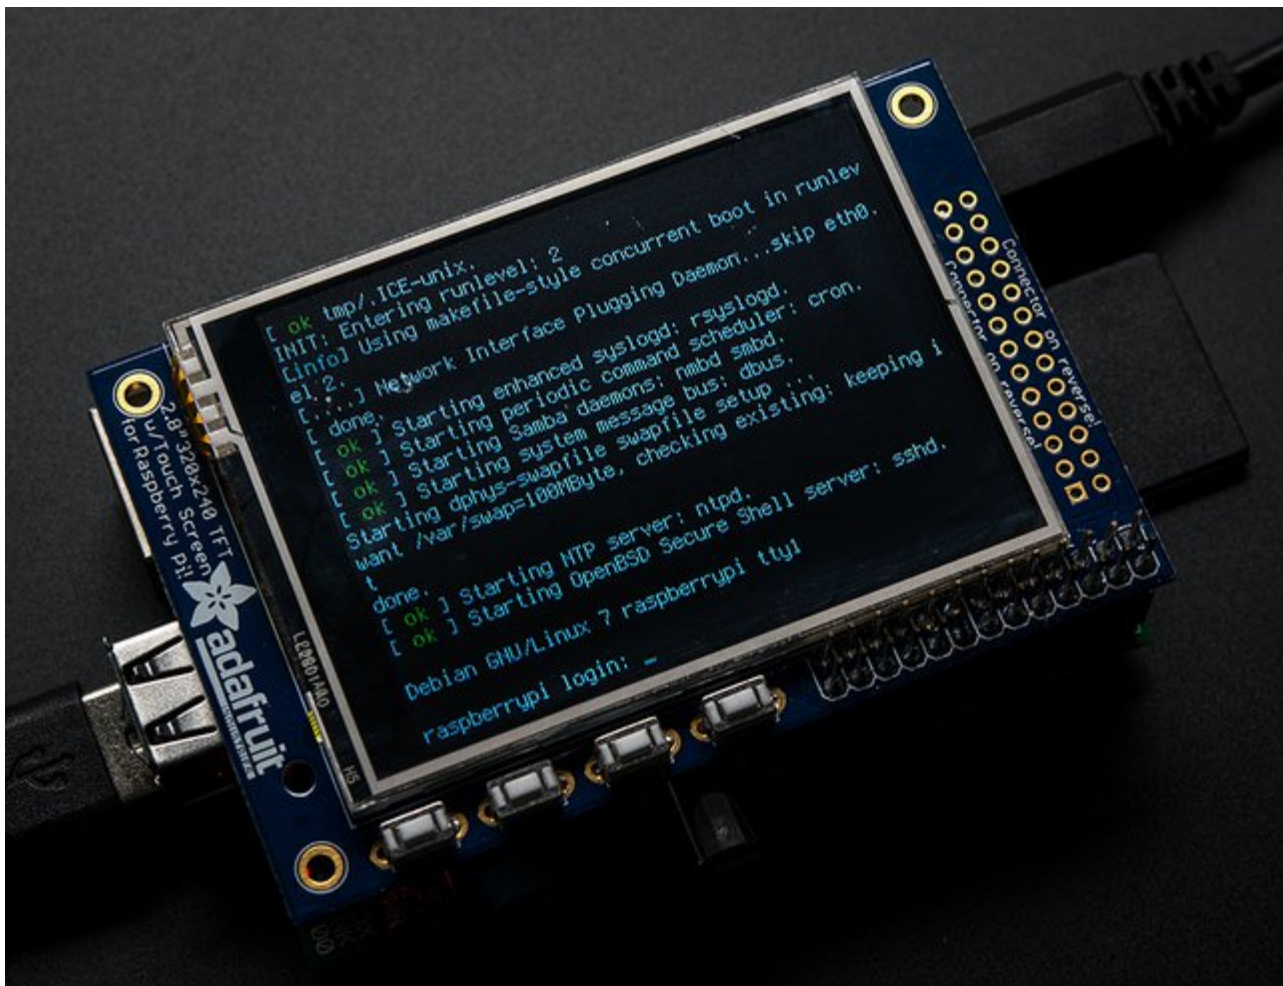 [ ok  tmp/.ICE-unix.
INIT: Entering runlevel: 2
[info] Using makefile-style concurrent boot in runlev
el 2.
[....] Network Interface Plugging Daemon...skip eth0.
[ done.
[ ok ] Starting enhanced syslogd: rsyslogd.
[ ok ] Starting periodic command scheduler: cron.
[ ok ] Starting Samba daemons: nmbd smbd.
[ ok ] Starting system message bus: dbus.
Starting dphys-swapfile swapfile setup ...
want /var/swap=100MByte, checking existing: keeping i
t
done.
[ ok ] Starting NTP server: ntpd.
[ ok ] Starting OpenBSD Secure Shell server: sshd.
Debian GNU/Linux 7 raspberrypi tty1
raspberrypi login: _
2.8" 320x240 TFT
w/Touch Screen
for Raspberry Pi!
adafruit
Connector on reverse!
Connector on reverse!